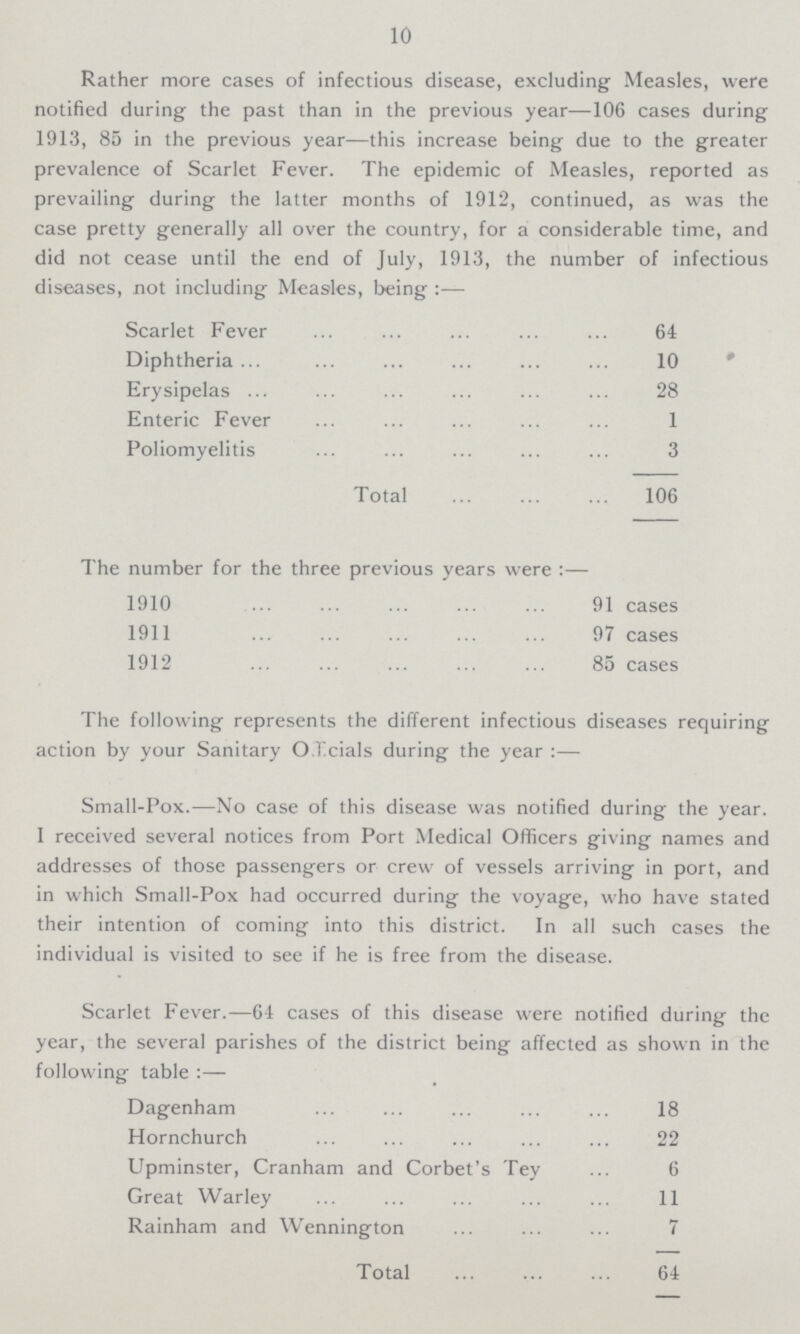 10
Rather more cases of infectious disease, excluding Measles, were
notified during the past than in the previous year—106 cases during
1913, 85 in the previous year—this increase being due to the greater
prevalence of Scarlet Fever. The epidemic of Measles, reported as
prevailing during the latter months of 1912, continued, as was the
case pretty generally all over the country, for a considerable time, and
did not cease until the end of July, 1913, the number of infectious
diseases, not including Measles, being :—
Scarlet Fever ... ... ... ... ... 64
Diphtheria ... ... ... ... ... ... 10
Erysipelas ... ... ... ... ... ... 28
Enteric Fever ... ... ... ... ... 1
Poliomyelitis ... ... ... ... ... 3
Total ... ... ... 106
The number for the three previous years were :—
1910 ... ... ... ... ... 91 cases
1911 ... ... ... ... ... 97 cases
1912 ... ... ... ... ... 85 cases
The following represents the different infectious diseases requiring
action by your Sanitary Officials during the year :—
Small-Pox.—No case of this disease was notified during the year.
I received several notices from Port Medical Officers giving names and
addresses of those passengers or crew of vessels arriving in port, and
in which Small-Pox had occurred during the voyage, who have stated
their intention of coming into this district. In all such cases the
individual is visited to see if he is free from the disease.
Scarlet Fever.—64 cases of this disease were notified during the
year, the several parishes of the district being affected as shown in the
following table :—
Dagenham ... ... ... ... ... 18
Hornchurch ... ... ... ... ... 22
Upminster, Cranham and Corbet's Tey ... 6
Great Warley ... ... ... ... ... 11
Rainham and Wennington ... ... ... 7
Total ... ... ... 64